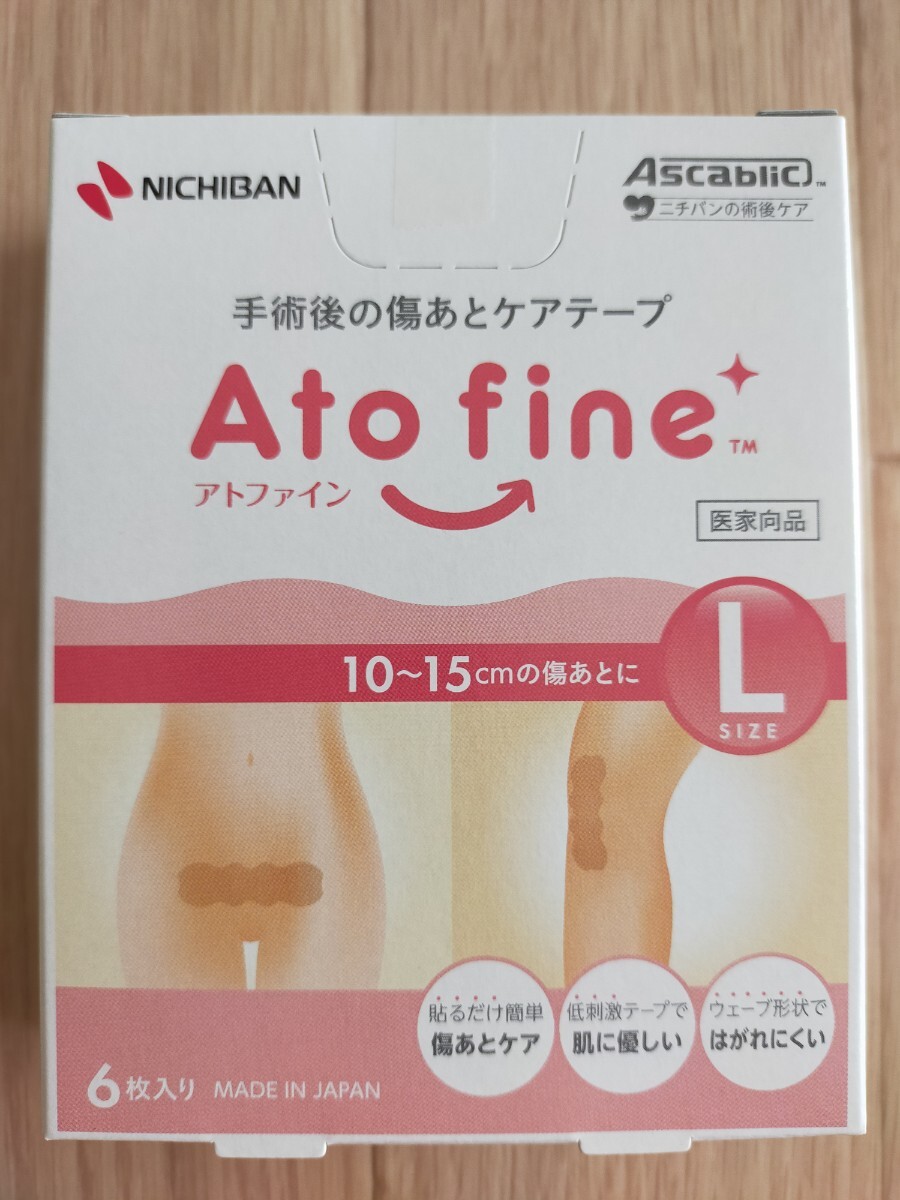 NICHIBAN
Ascablic™
ニチバンの術後ケア
手術後の傷あとケアテープ
Ato fine™
アトファイン
医家向品
10～15cmの傷あとに
L
SIZE
貼るだけ簡単
傷あとケア
低刺激テープで
肌に優しい
ウェーブ形状で
はがれにくい
6枚入り MADE IN JAPAN